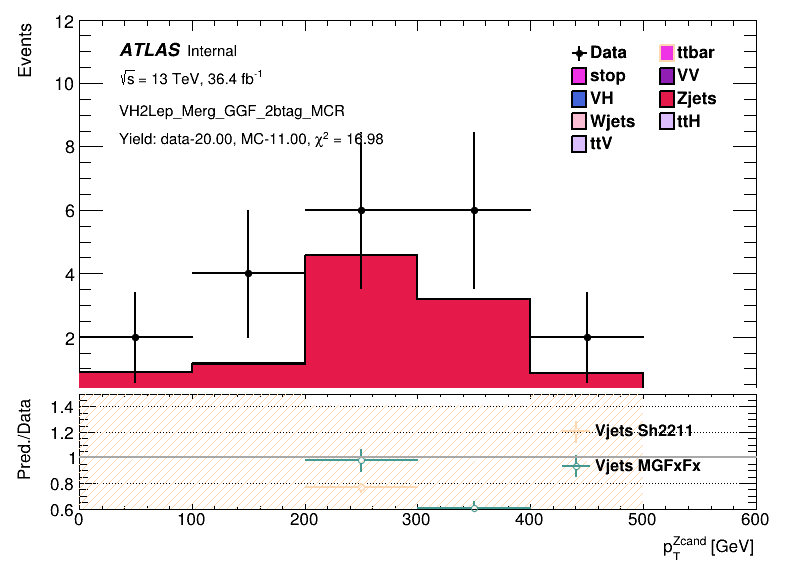 Events
12
10
8
6
4
2
ATLAS Internal
√s = 13 TeV, 36.4 fb⁻¹
VH2Lep_Merg_GGF_2btag_MCR
Yield: data-20.00, MC-11.00, χ² = 16.98
Data ttbar
stop VV
VH Zjets
Wjets ttH
ttV
Pred./Data
1.4
1.2
1
0.8
0.6
Vjets Sh2211
Vjets MGFxFx
0 100 200 300 400 500 600
p_T^Zcand [GeV]